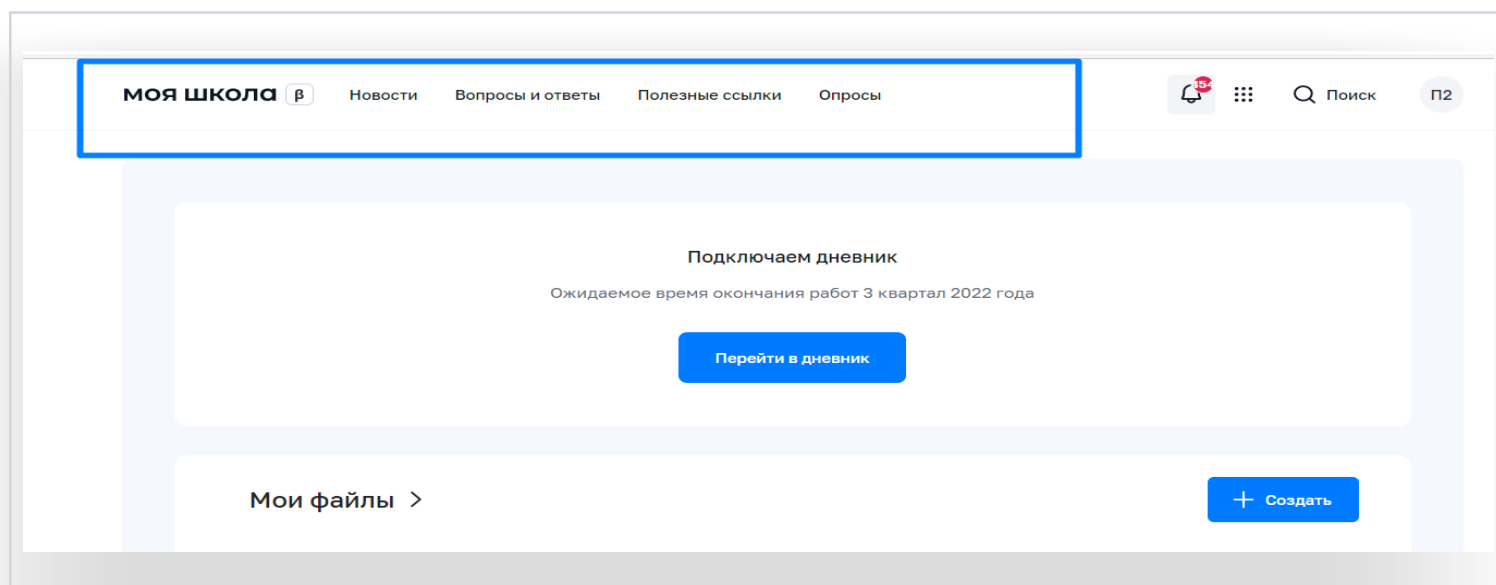 моя школа β Новости Вопросы и ответы Полезные ссылки Опросы Поиск П2
Подключаем дневник
Ожидаемое время окончания работ 3 квартал 2022 года
Перейти в дневник
Мои файлы >
+ Создать